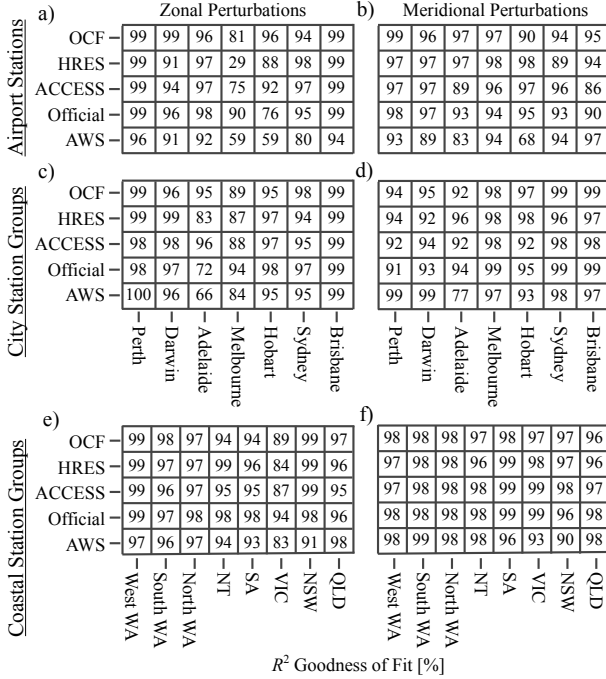 Zonal Perturbations Meridional Perturbations
a) b)
Airport Stations
OCF 99 99 96 81 96 94 99 99 96 97 97 90 94 95
HRES 99 91 97 29 88 98 99 97 97 97 98 98 89 94
ACCESS 99 94 97 75 92 97 99 97 97 89 96 97 96 86
Official 99 96 98 90 76 95 99 98 97 93 94 95 93 90
AWS 96 91 92 59 59 80 94 93 89 83 94 68 94 97
c) d)
City Station Groups
OCF 99 96 95 89 95 98 99 94 95 92 98 97 99 99
HRES 99 99 83 87 97 94 99 94 92 96 98 98 96 97
ACCESS 98 98 96 88 97 95 99 92 94 92 98 92 98 98
Official 98 97 72 94 98 97 99 91 93 94 99 95 99 99
AWS 100 96 66 84 95 95 99 99 99 77 97 93 98 97
Perth Darwin Adelaide Melbourne Hobart Sydney Brisbane Perth Darwin Adelaide Melbourne Hobart Sydney Brisbane
e) f)
Coastal Station Groups
OCF 99 98 97 94 94 89 99 97 98 98 98 97 98 97 97 96
HRES 99 97 97 99 96 84 99 96 97 98 98 96 99 98 97 96
ACCESS 99 96 97 95 95 87 99 95 97 98 98 98 99 99 98 97
Official 99 97 98 98 98 94 98 96 98 98 98 98 99 99 96 98
AWS 97 96 97 94 93 83 91 98 98 99 98 98 96 93 90 98
West WA South WA North WA NT SA VIC NSW QLD West WA South WA North WA NT SA VIC NSW QLD
R² Goodness of Fit [%]